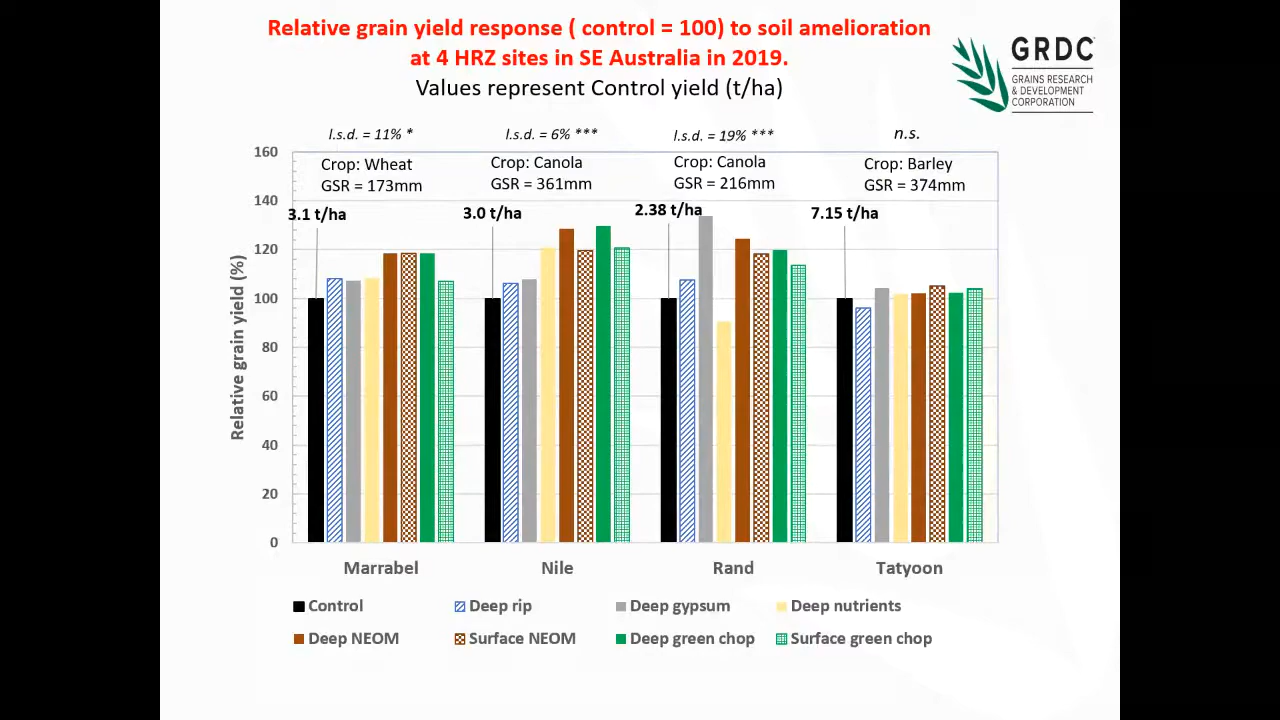 Relative grain yield response ( control = 100) to soil amelioration
at 4 HRZ sites in SE Australia in 2019.
Values represent Control yield (t/ha)
GRDC
GRAINS RESEARCH
& DEVELOPMENT
CORPORATION
l.s.d. = 11% *
l.s.d. = 6% ***
l.s.d. = 19% ***
n.s.
Crop: Wheat
GSR = 173mm
Crop: Canola
GSR = 361mm
Crop: Canola
GSR = 216mm
Crop: Barley
GSR = 374mm
3.1 t/ha
3.0 t/ha
2.38 t/ha
7.15 t/ha
Relative grain yield (%)
160
140
120
100
80
60
40
20
0
Marrabel
Nile
Rand
Tatyoon
Control
Deep rip
Deep gypsum
Deep nutrients
Deep NEOM
Surface NEOM
Deep green chop
Surface green chop